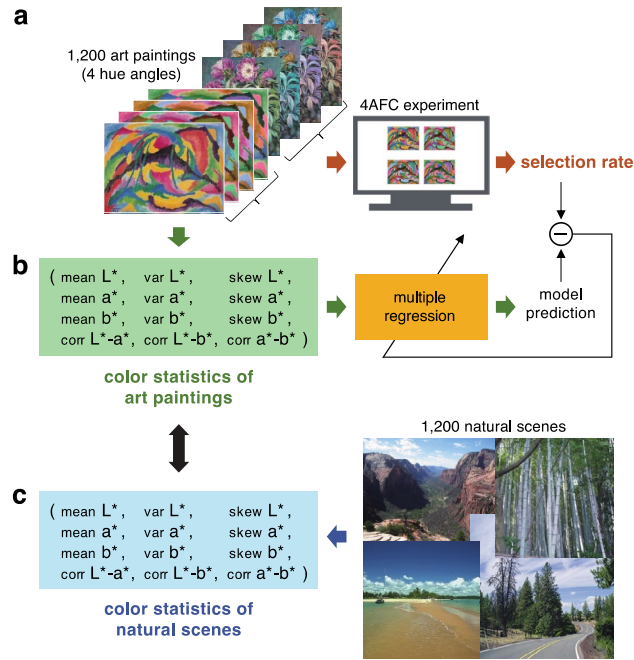 a
1,200 art paintings
(4 hue angles)
4AFC experiment
selection rate
b
( mean L*, var L*, skew L*,
mean a*, var a*, skew a*,
mean b*, var b*, skew b*,
corr L*-a*, corr L*-b*, corr a*-b* )
multiple
regression
model
prediction
color statistics of
art paintings
1,200 natural scenes
c
( mean L*, var L*, skew L*,
mean a*, var a*, skew a*,
mean b*, var b*, skew b*,
corr L*-a*, corr L*-b*, corr a*-b* )
color statistics of
natural scenes